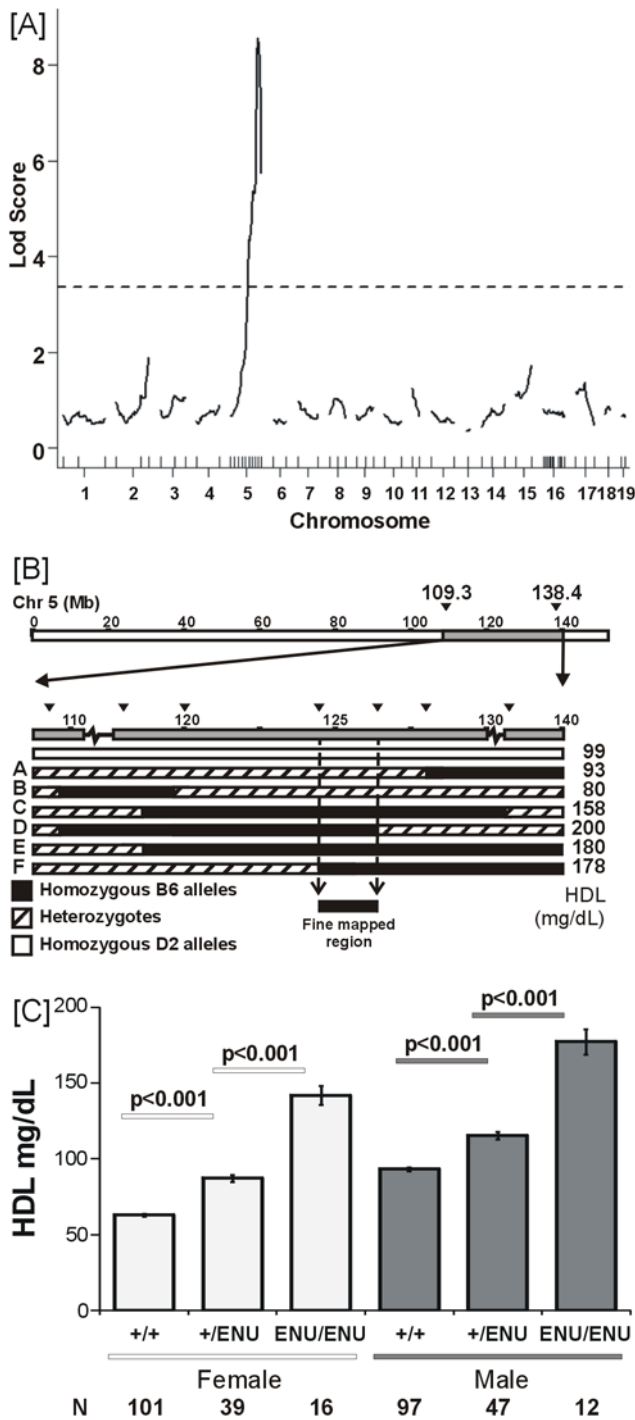 [A]
8
6
4
2
0
Lod Score
1 2 3 4 5 6 7 8 9 10 11 12 13 14 15 16 17 18 19
Chromosome
[B]
109.3 138.4
Chr 5 (Mb)
0 20 40 60 80 100 120 140
110 120 125 130 140
99
A 93
B 80
C 158
D 200
E 180
F 178
Homozygous B6 alleles
Heterozygotes
Homozygous D2 alleles
Fine mapped
region
HDL
(mg/dL)
[C]
200
150
100
50
0
HDL mg/dL
p<0.001
p<0.001
p<0.001
p<0.001
+/+ +/ENU ENU/ENU +/+ +/ENU ENU/ENU
Female Male
N 101 39 16 97 47 12